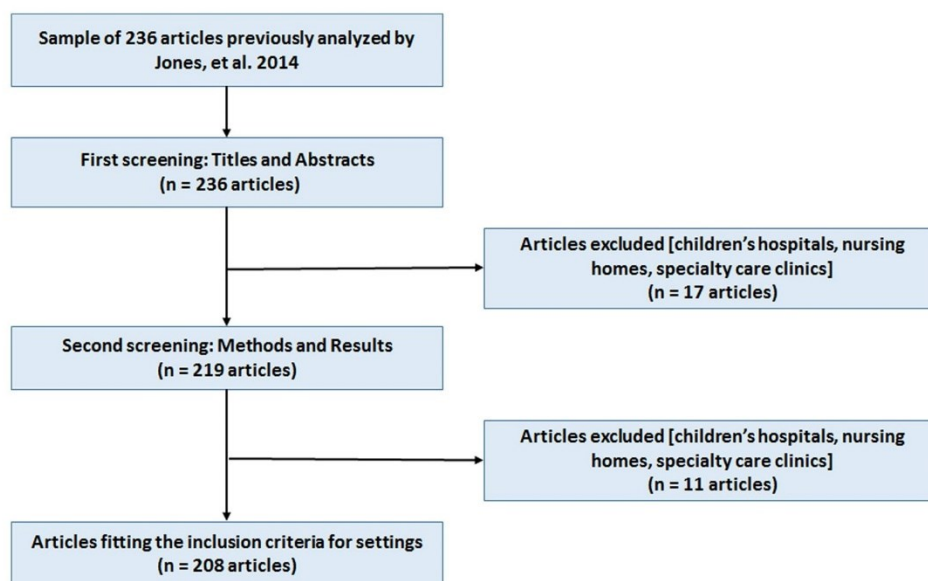 Sample of 236 articles previously analyzed by
Jones, et al. 2014
First screening: Titles and Abstracts
(n = 236 articles)
Articles excluded [children's hospitals, nursing
homes, specialty care clinics]
(n = 17 articles)
Second screening: Methods and Results
(n = 219 articles)
Articles excluded [children's hospitals, nursing
homes, specialty care clinics]
(n = 11 articles)
Articles fitting the inclusion criteria for settings
(n = 208 articles)